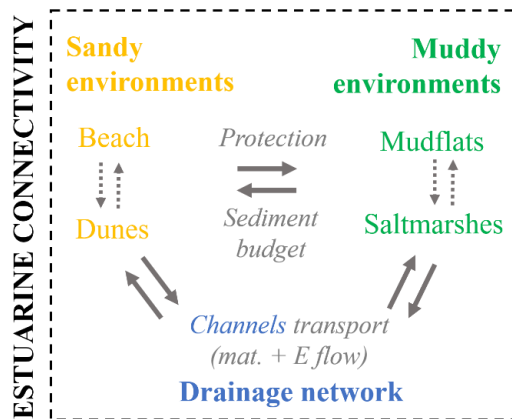 ESTUARINE CONNECTIVITY
Sandy
environments
Muddy
environments
Beach
Protection
Mudflats
Dunes
Sediment
budget
Saltmarshes
Channels transport
(mat. + E flow)
Drainage network